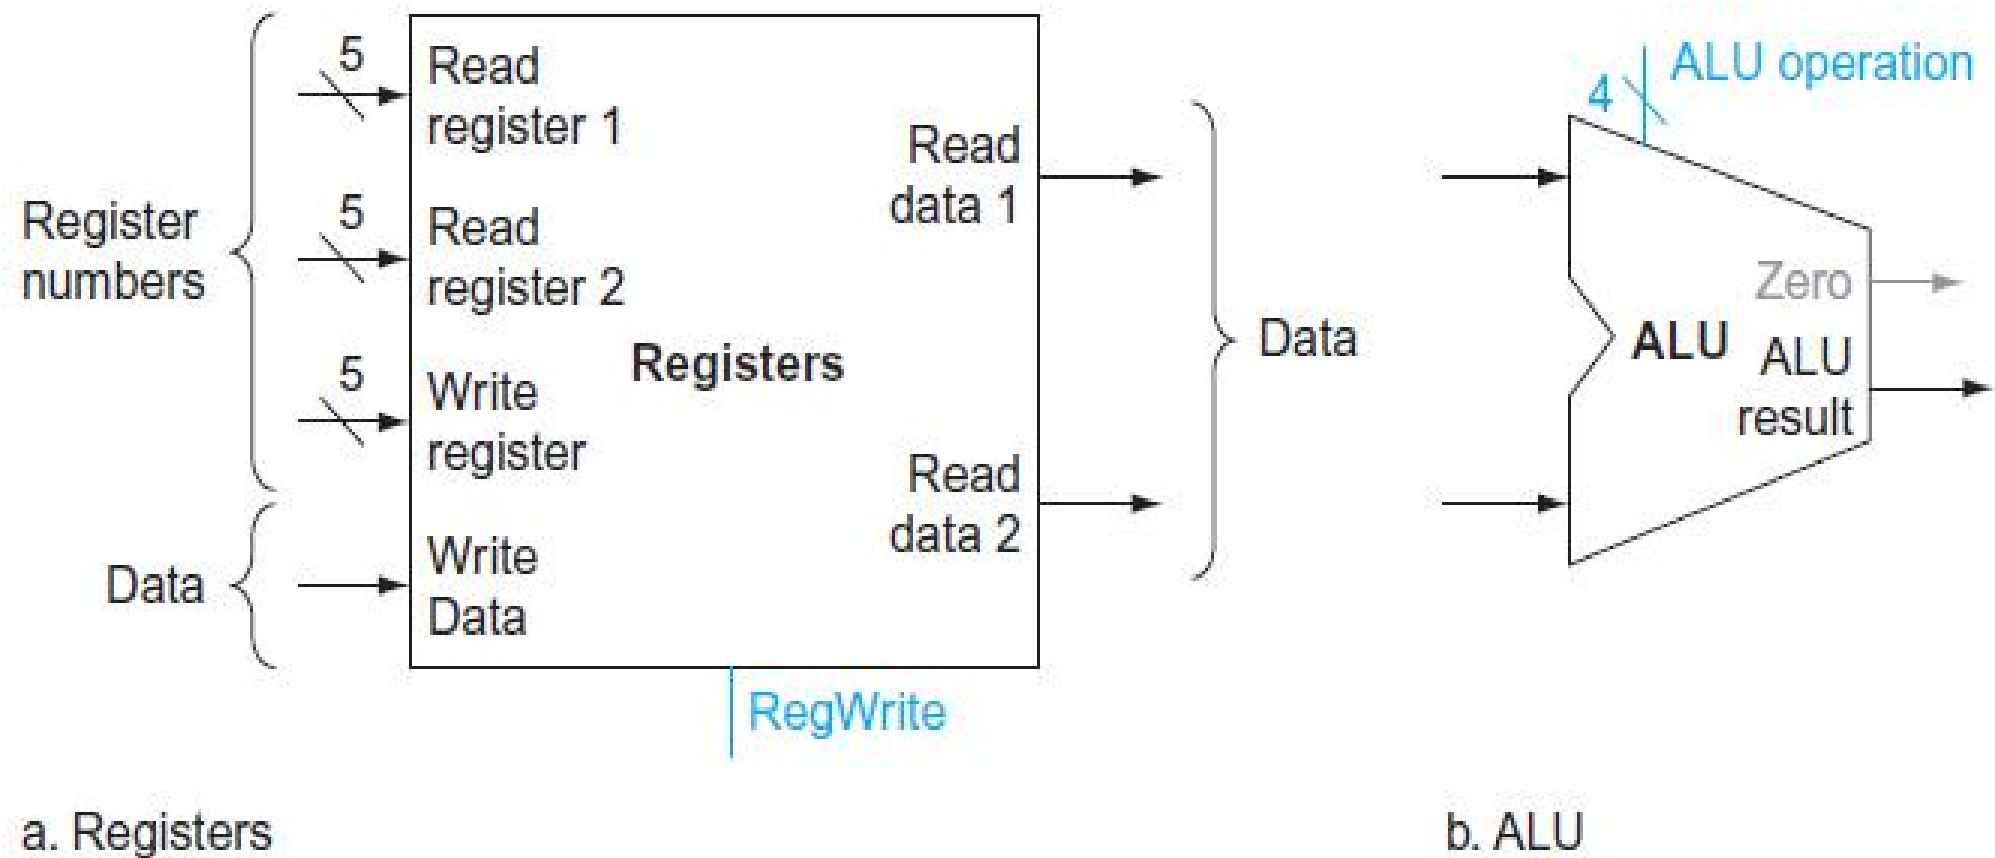 Register
numbers
Data
5
5
5
Read
register 1
Read
register 2
Write
register
Write
Data
Registers
Read
data 1
Read
data 2
RegWrite
Data
4
ALU operation
ALU
Zero
ALU
result
a. Registers
b. ALU